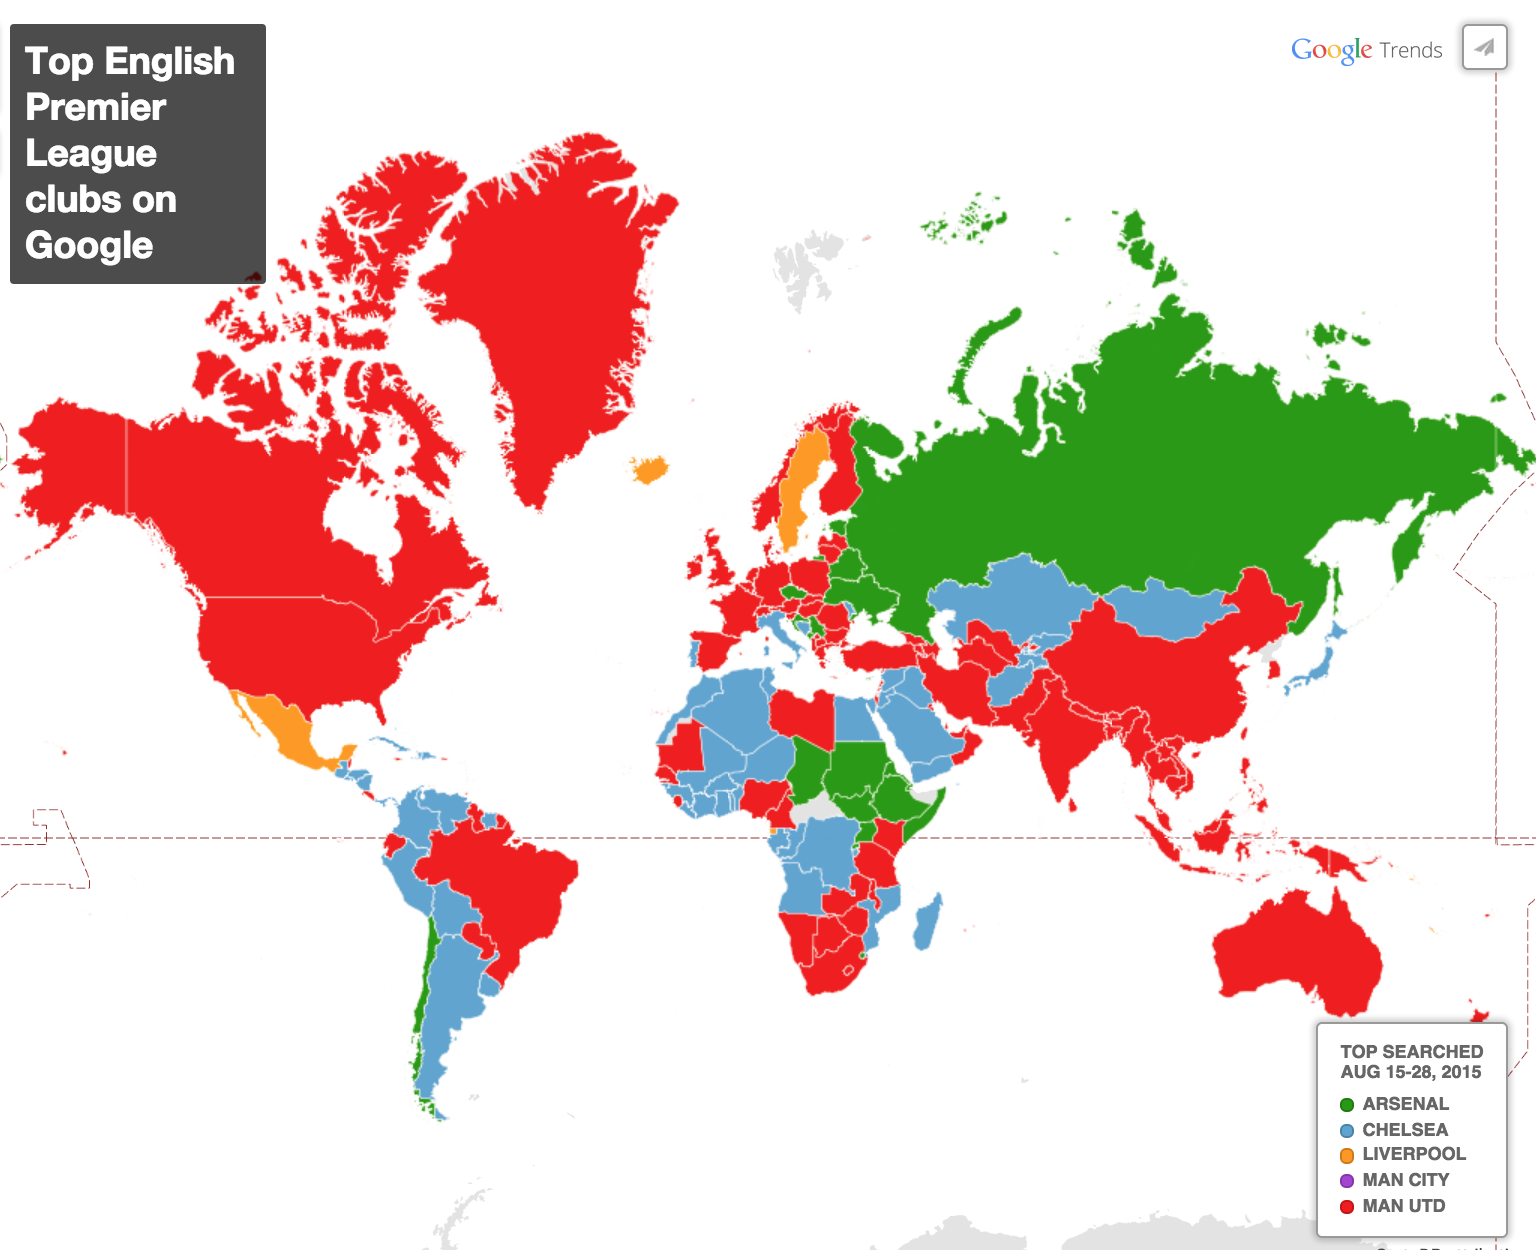 Top English
Premier
League
clubs on
Google
Google Trends
TOP SEARCHED
AUG 15-28, 2015
ARSENAL
CHELSEA
LIVERPOOL
MAN CITY
MAN UTD